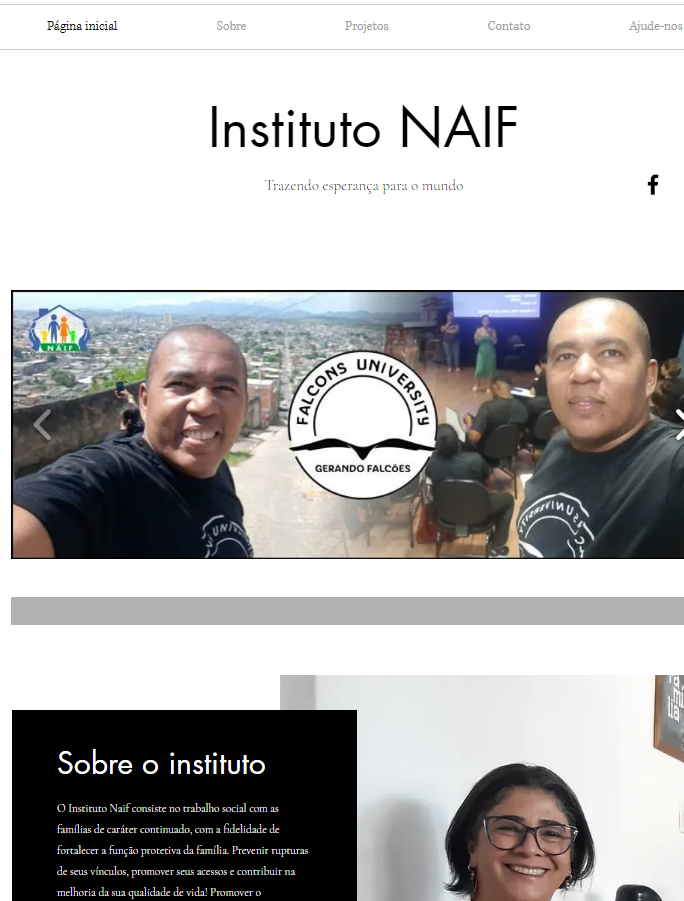 Página inicial
Sobre
Projetos
Contato
Ajude-nos
Instituto NAIF
Trazendo esperança para o mundo
NAIF
FALCONS UNIVERSITY
GERANDO FALCÕES
Sobre o instituto
O Instituto Naif consiste no trabalho social com as
famílias de caráter continuado, com a fidelidade de
fortalecer a função protetiva da família. Prevenir rupturas
de seus vínculos, promover seus acessos e contribuir na
melhoria da sua qualidade de vida! Promover o